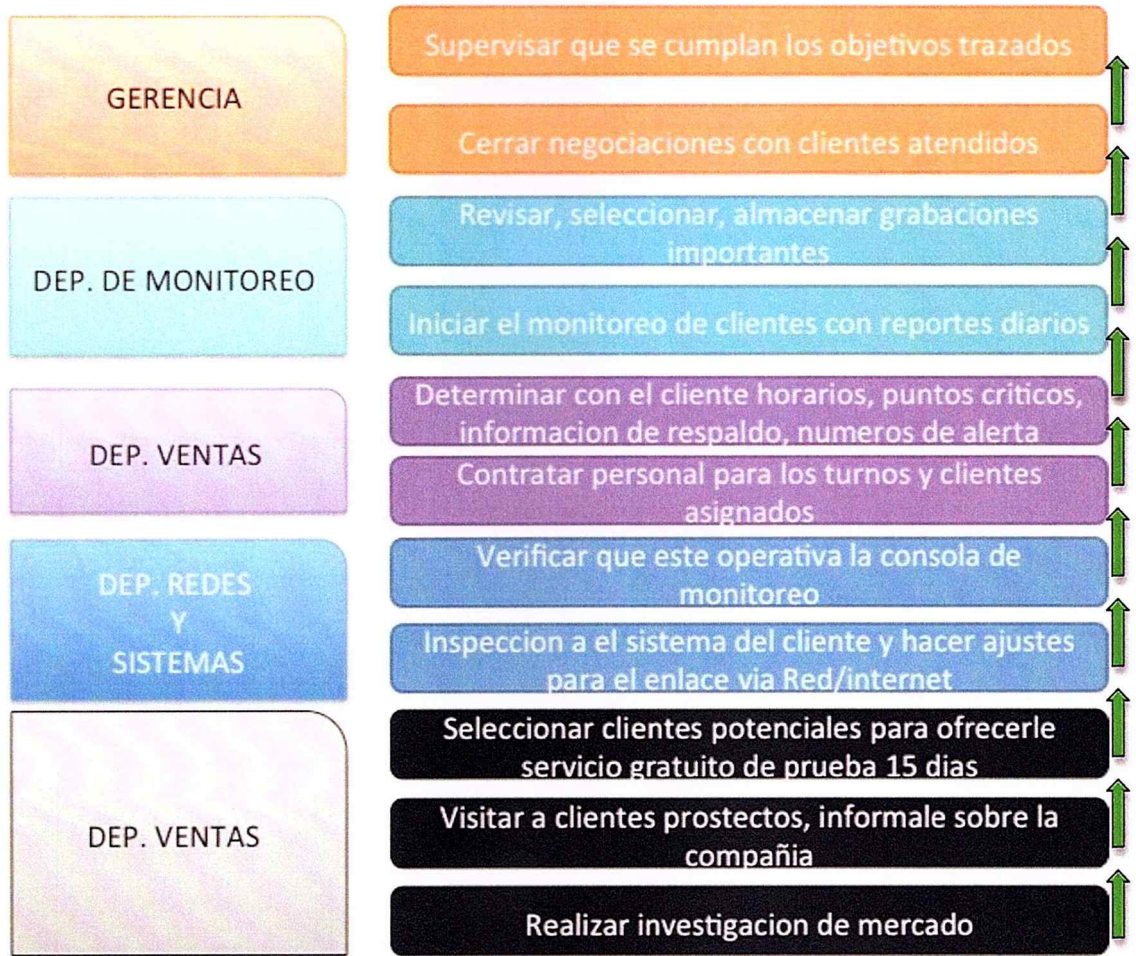 GERENCIA
Supervisar que se cumplan los objetivos trazados
Cerrar negociaciones con clientes atendidos
DEP. DE MONITOREO
Revisar, seleccionar, almacenar grabaciones
importantes
Iniciar el monitoreo de clientes con reportes diarios
DEP. VENTAS
Determinar con el cliente horarios, puntos criticos,
informacion de respaldo, numeros de alerta
Contratar personal para los turnos y clientes
asignados
DEP. REDES
Y
SISTEMAS
Verificar que este operativa la consola de
monitoreo
Inspeccion a el sistema del cliente y hacer ajustes
para el enlace via Red/internet
DEP. VENTAS
Seleccionar clientes potenciales para ofrecerle
servicio gratuito de prueba 15 dias
Visitar a clientes prostectos, informale sobre la
compañia
Realizar investigacion de mercado